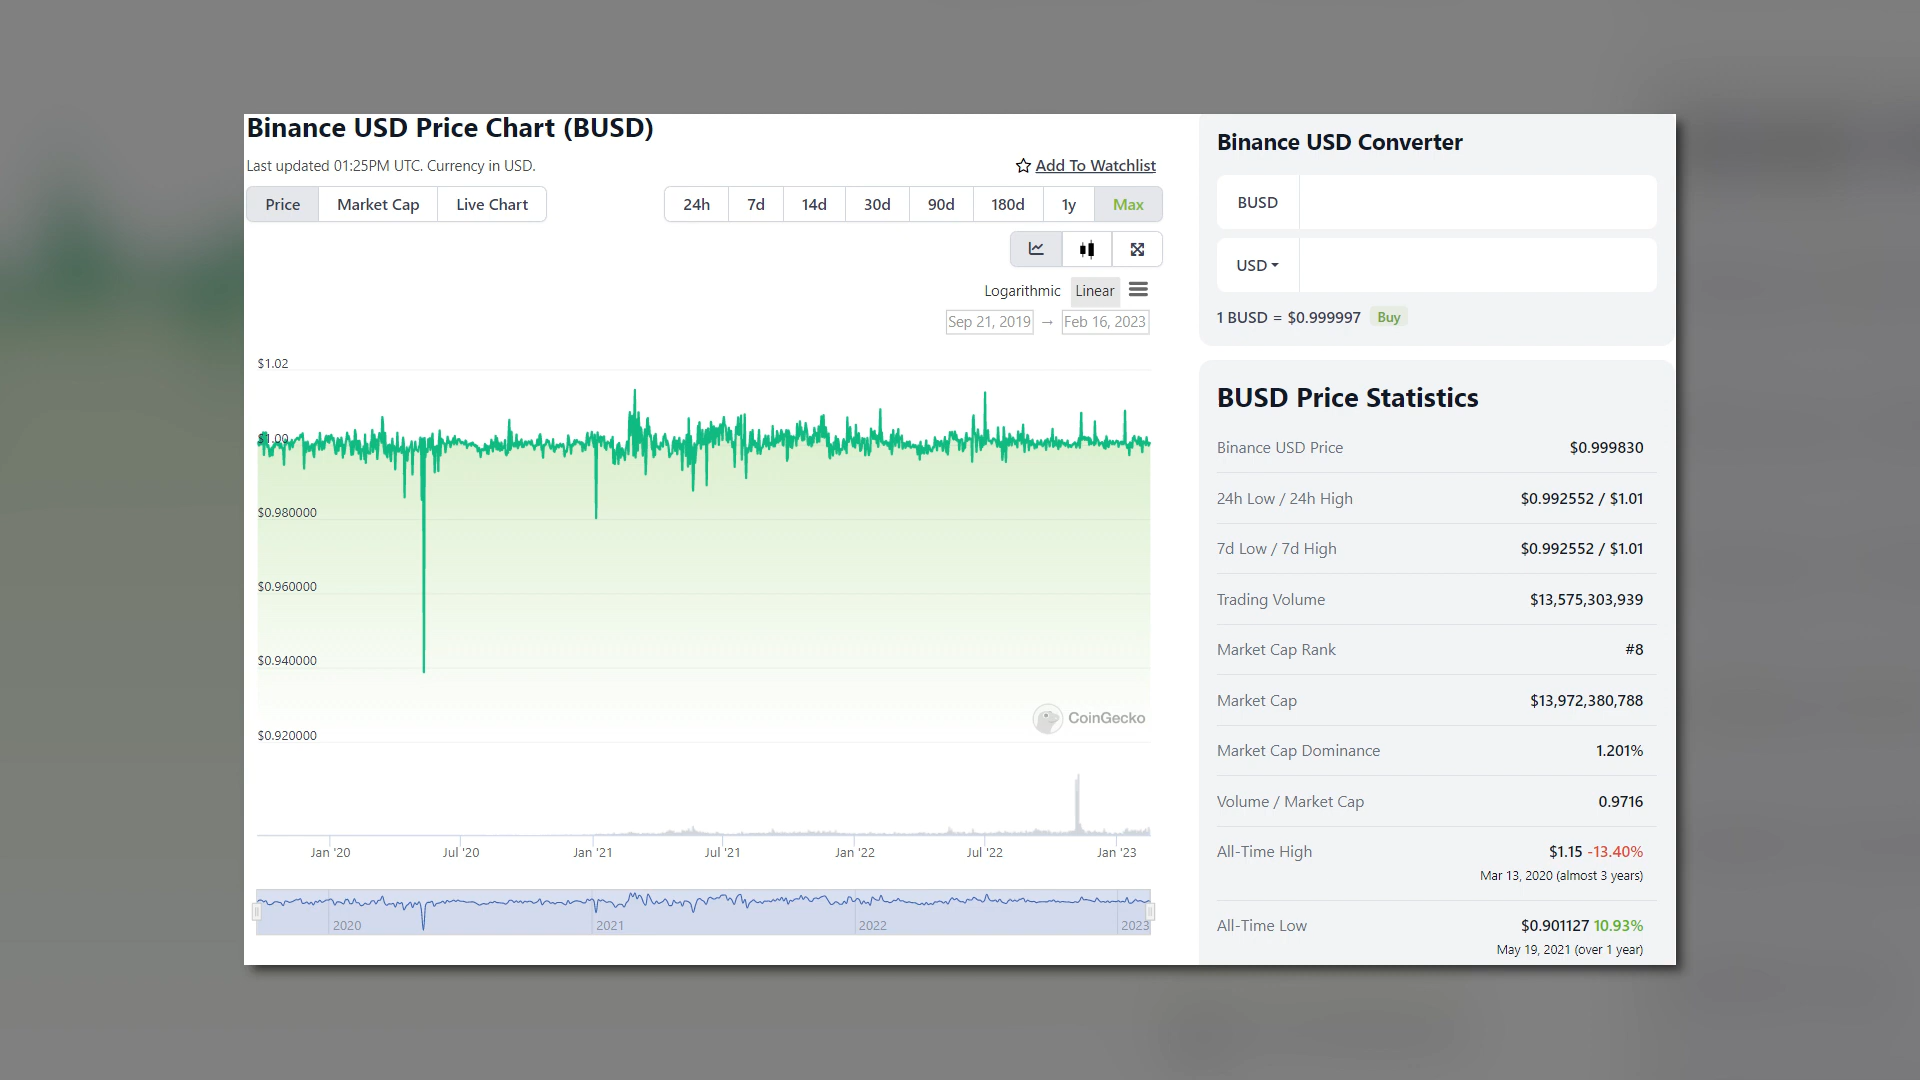 Binance USD Price Chart (BUSD)
Last updated 01:25PM UTC. Currency in USD.
Add To Watchlist
Price Market Cap Live Chart
24h 7d 14d 30d 90d 180d 1y Max
Logarithmic Linear
Sep 21, 2019 → Feb 16, 2023
$1.02
$1.00
$0.980000
$0.960000
$0.940000
$0.920000
CoinGecko
Jan '20 Jul '20 Jan '21 Jul '21 Jan '22 Jul '22 Jan '23
2020 2021 2022 2023
Binance USD Converter
BUSD
USD
1 BUSD = $0.999997 Buy
BUSD Price Statistics
Binance USD Price $0.999830
24h Low / 24h High $0.992552 / $1.01
7d Low / 7d High $0.992552 / $1.01
Trading Volume $13,575,303,939
Market Cap Rank #8
Market Cap $13,972,380,788
Market Cap Dominance 1.201%
Volume / Market Cap 0.9716
All-Time High $1.15 -13.40%
Mar 13, 2020 (almost 3 years)
All-Time Low $0.901127 10.93%
May 19, 2021 (over 1 year)